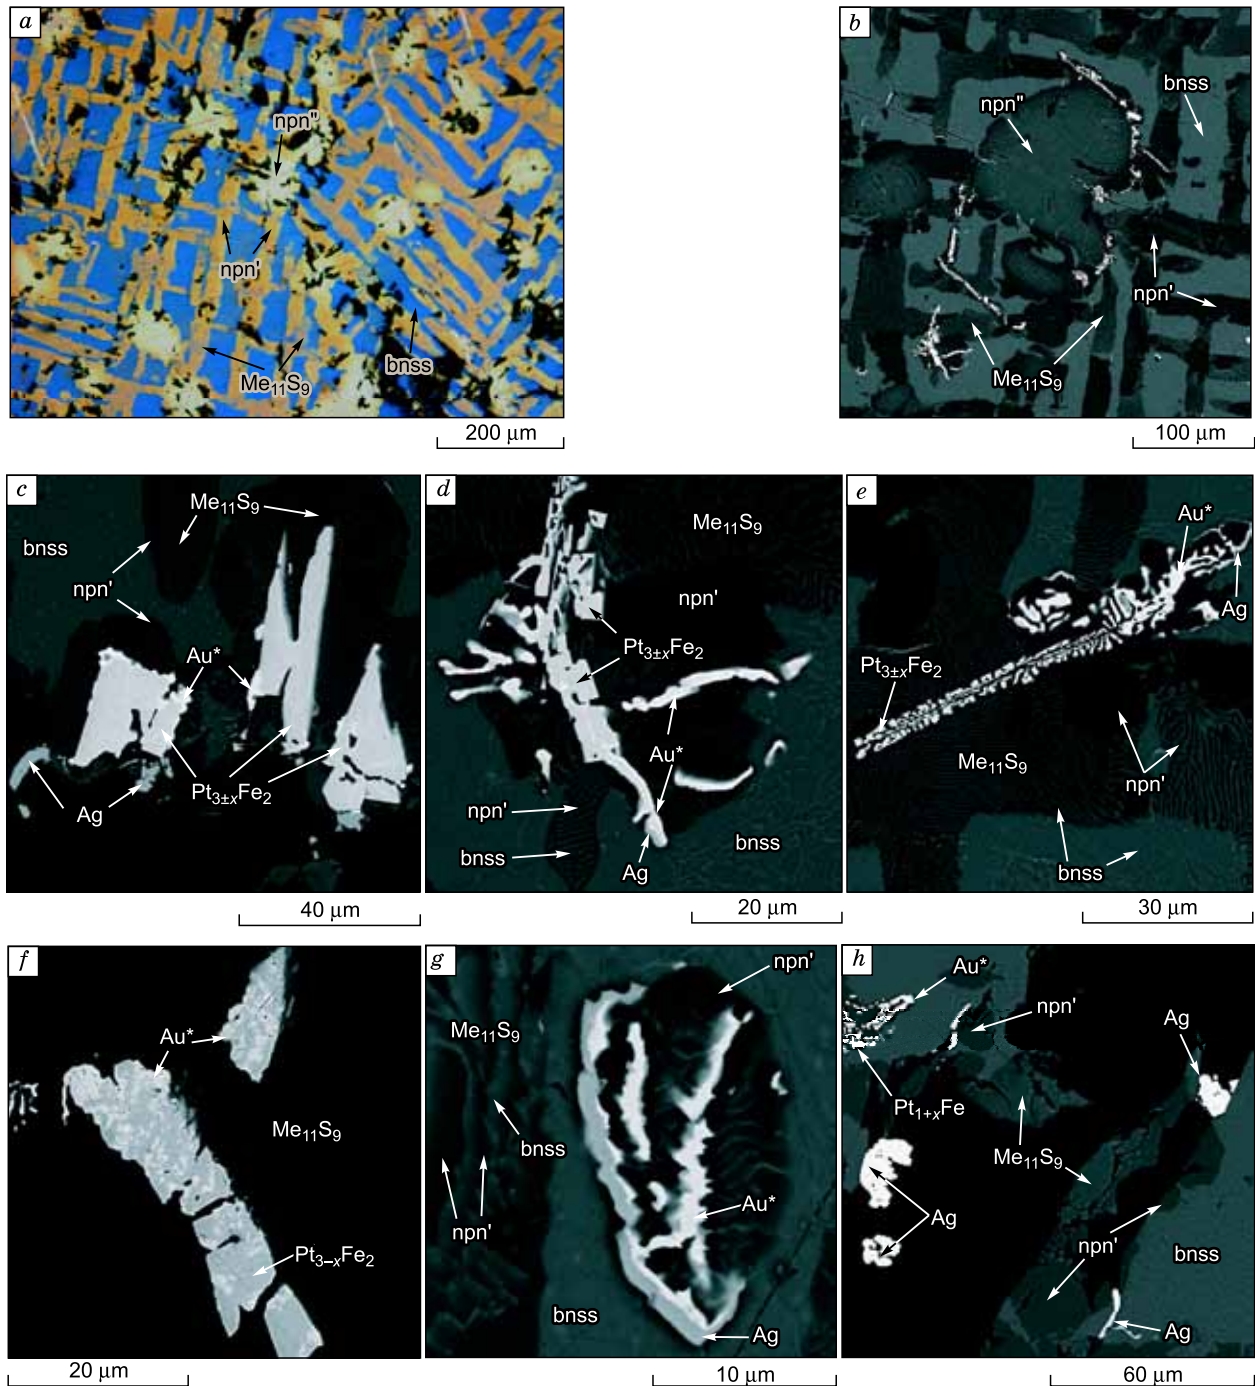 a
npn"
npn'
Me11S9
bnss
200 µm
b
npn"
bnss
npn'
Me11S9
100 µm
c
Me11S9
bnss
npn'
Au*
Pt3±xFe2
Ag
40 µm
d
Me11S9
npn'
Pt3±xFe2
Au*
npn'
bnss
bnss
Ag
20 µm
e
Au*
Ag
Pt3±xFe2
Me11S9
npn'
bnss
30 µm
f
Au*
Me11S9
Pt3–xFe2
20 µm
g
npn'
Me11S9
bnss
npn'
Au*
bnss
Ag
10 µm
h
Au*
npn'
Ag
Pt1+xFe
Me11S9
Ag
npn'
bnss
Ag
60 µm